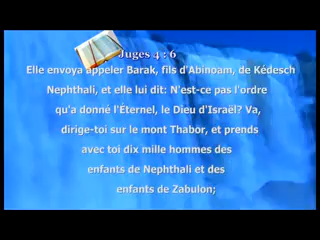 Juges 4 : 6
Elle envoya appeler Barak, fils d'Abinoam, de Kédesch
Nephthali, et elle lui dit: N'est-ce pas l'ordre
qu'a donné l'Éternel, le Dieu d'Israël? Va,
dirige-toi sur le mont Thabor, et prends
avec toi dix mille hommes des
enfants de Nephthali et des
enfants de Zabulon;